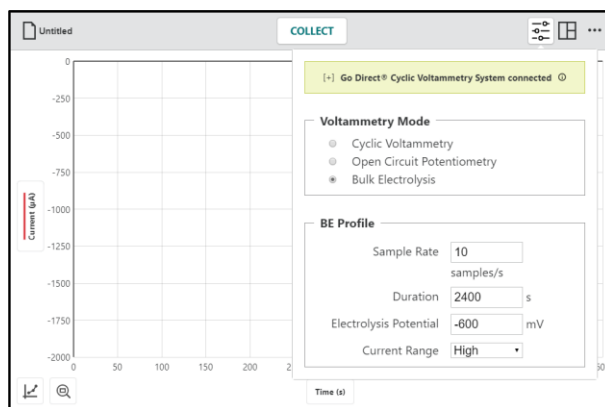 Untitled
COLLECT
[+] Go Direct® Cyclic Voltammetry System connected
Voltammetry Mode
Cyclic Voltammetry
Open Circuit Potentiometry
Bulk Electrolysis
BE Profile
Sample Rate 10
samples/s
Duration 2400 s
Electrolysis Potential -600 mV
Current Range High
Current (µA)
0
-250
-500
-750
-1000
-1250
-1500
-1750
-2000
0 50 100 150 200
Time (s)